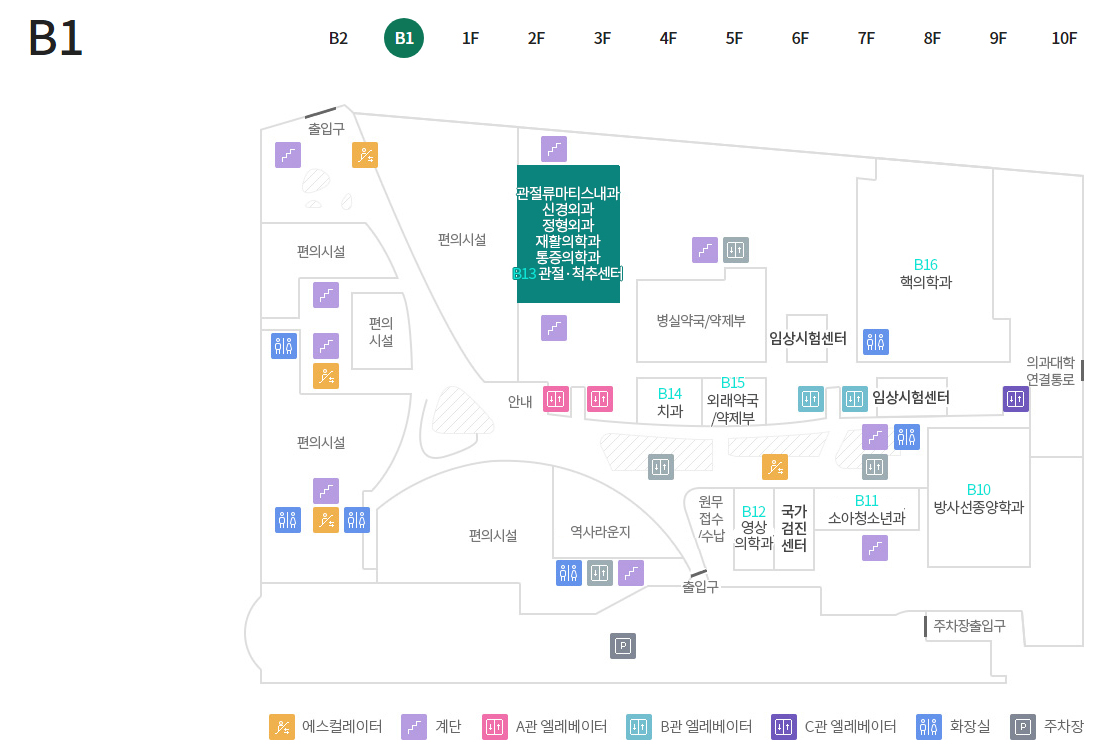 B1
B2 B1 1F 2F 3F 4F 5F 6F 7F 8F 9F 10F
출입구
관절류마티스내과
신경외과
정형외과
재활의학과
통증의학과
B13 관절·척추센터
편의시설
편의시설
B16
핵의학과
편의
시설
병실약국/약제부
임상시험센터
의과대학
연결통로
안내
B14
치과
B15
외래약국
/약제부
임상시험센터
편의시설
B10
방사선종양학과
원무
접수
/수납
B12
영상
의학과
국가
검진
센터
B11
소아청소년과
편의시설
역사라운지
출입구
주차장출입구
P
에스컬레이터 계단 A관 엘레베이터 B관 엘레베이터 C관 엘레베이터 화장실 P 주차장